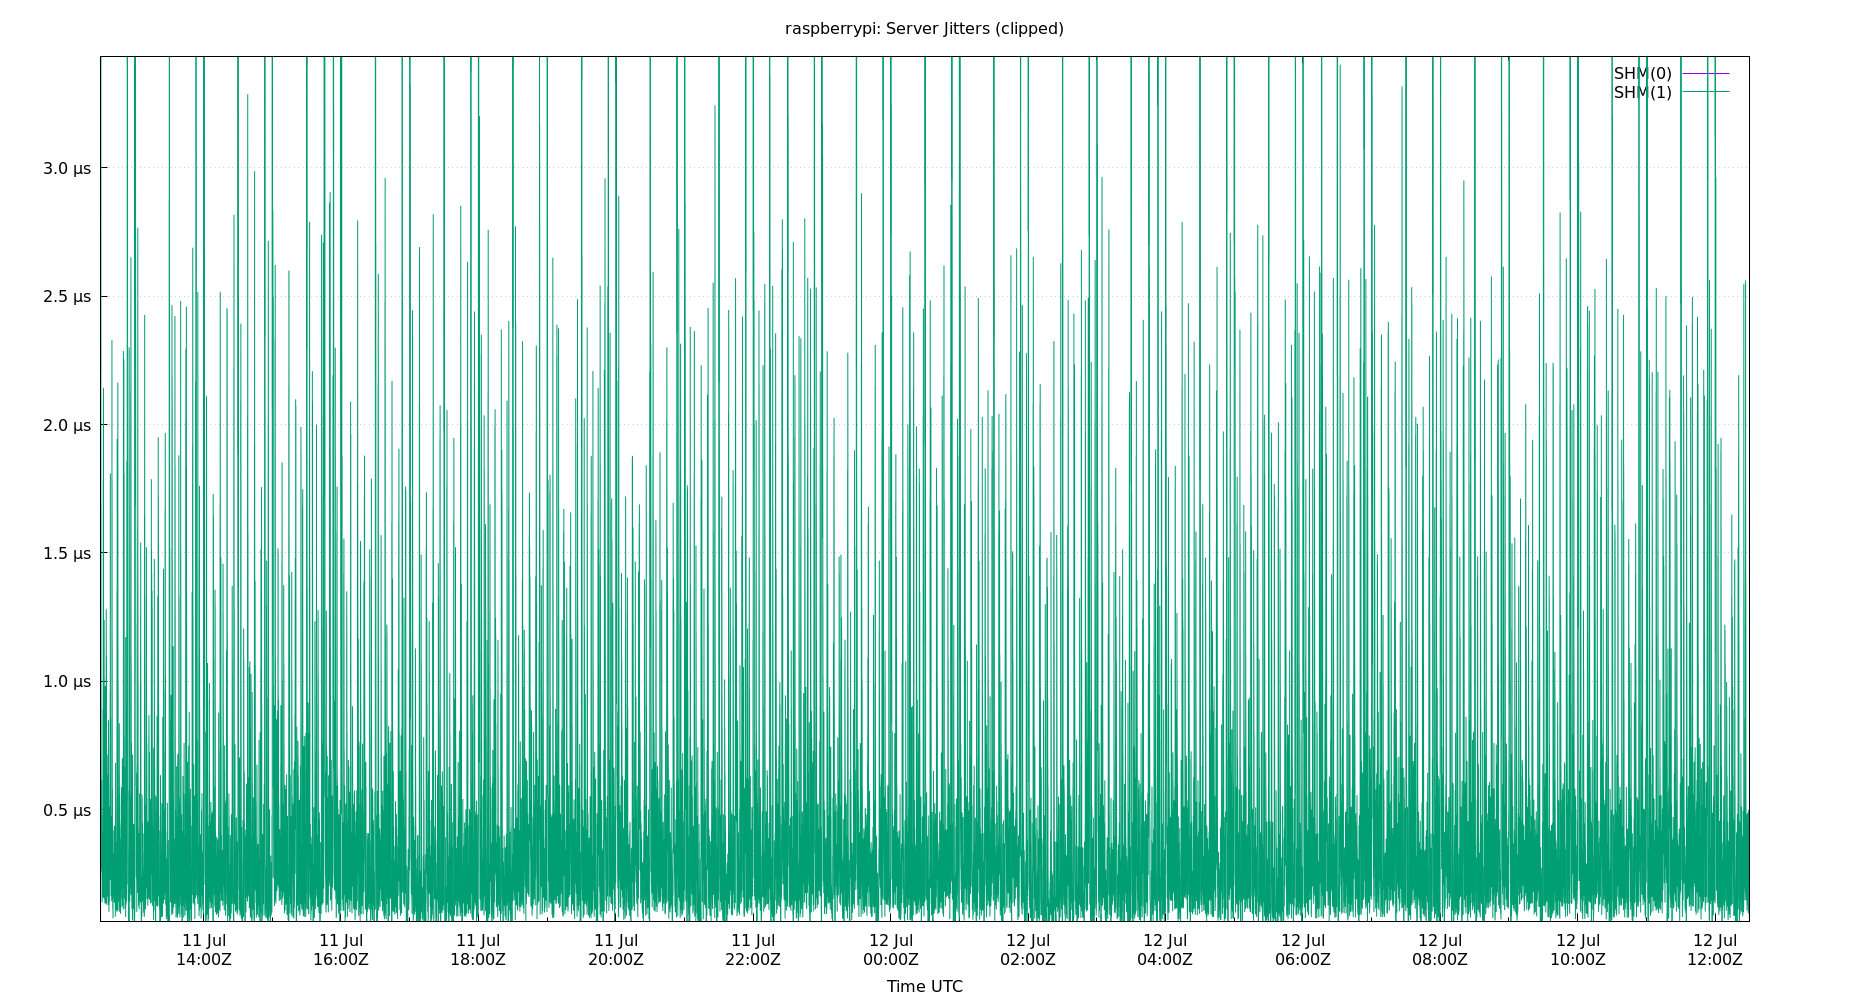 raspberrypi: Server Jitters (clipped)
SHM(0)
SHM(1)
3.0 µs
2.5 µs
2.0 µs
1.5 µs
1.0 µs
0.5 µs
11 Jul 11 Jul 11 Jul 11 Jul 11 Jul 12 Jul 12 Jul 12 Jul 12 Jul 12 Jul 12 Jul 12 Jul
14:00Z 16:00Z 18:00Z 20:00Z 22:00Z 00:00Z 02:00Z 04:00Z 06:00Z 08:00Z 10:00Z 12:00Z
Time UTC